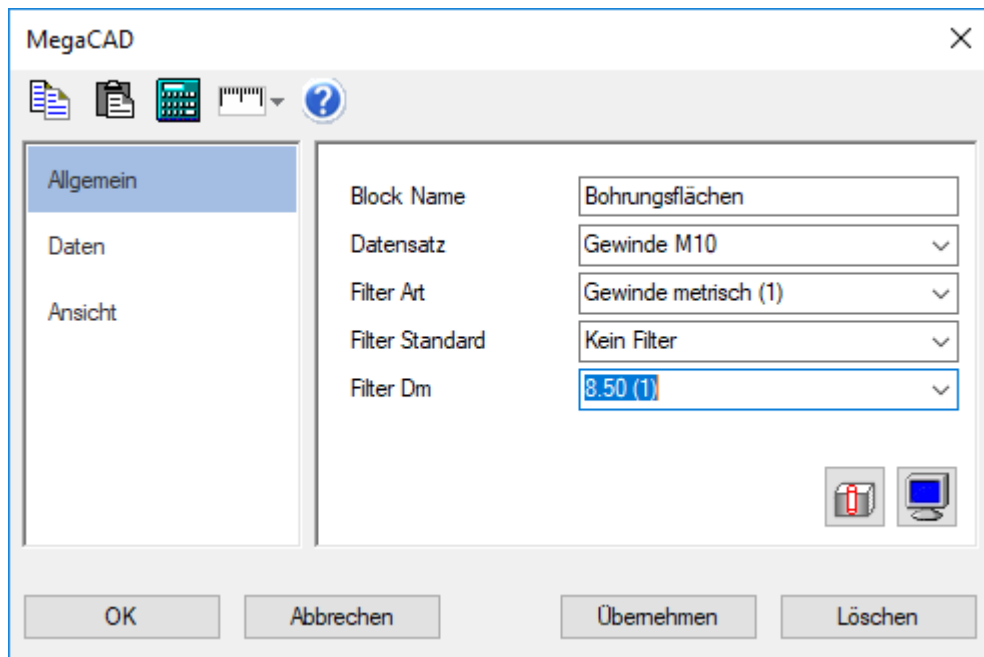 MegaCAD
Allgemein
Daten
Ansicht
Block Name Bohrungsflächen
Datensatz Gewinde M10
Filter Art Gewinde metrisch (1)
Filter Standard Kein Filter
Filter Dm 8.50 (1)
OK Abbrechen Übernehmen Löschen